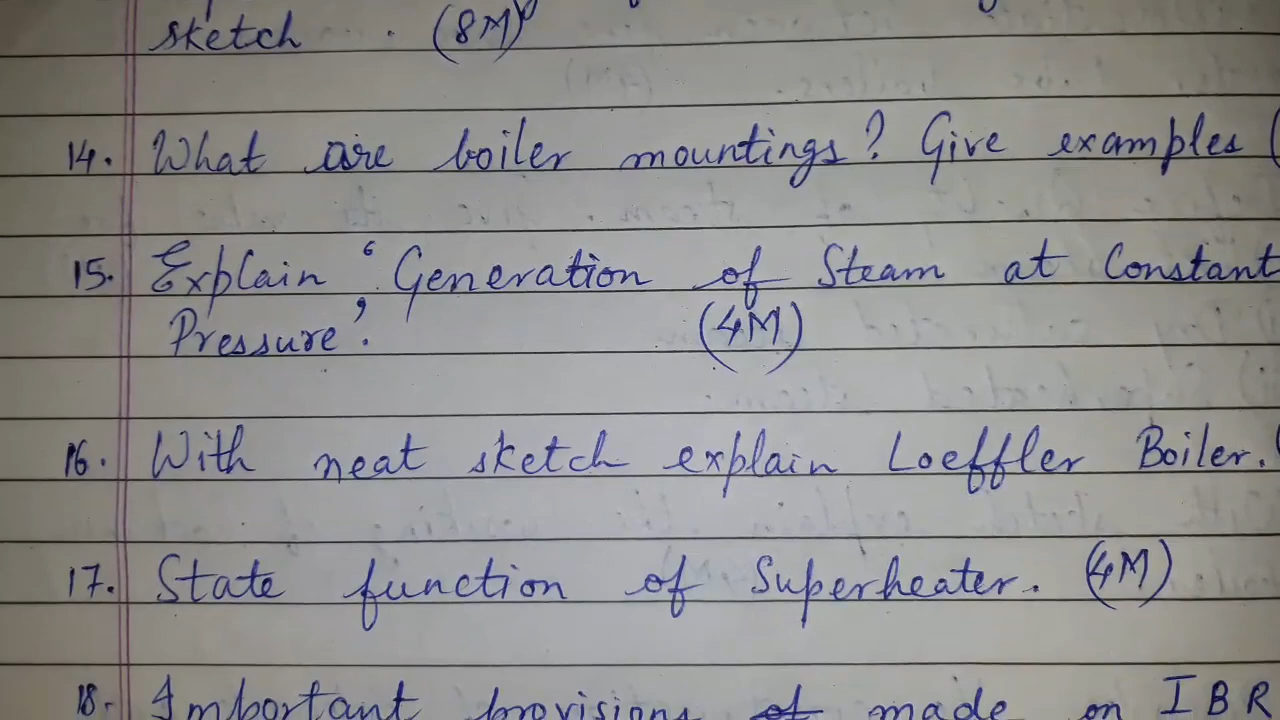 sketch. (8M)
14. What are boiler mountings? Give examples (
15. Explain 'Generation of Steam at Constant
Pressure'. (4M)
16. With neat sketch explain Loeffler Boiler. (
17. State function of Superheater. (4M)
18. Important provisions of made on IBR